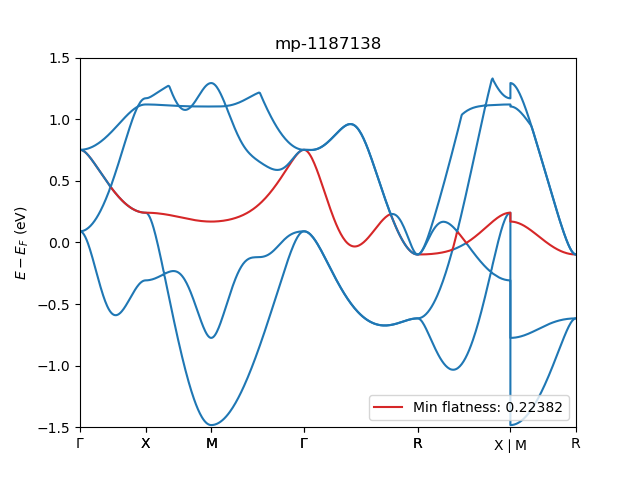 mp-1187138
1.5
1.0
0.5
0.0
−0.5
−1.0
−1.5
E − E_F (eV)
Min flatness: 0.22382
Γ X M Γ R X | M R